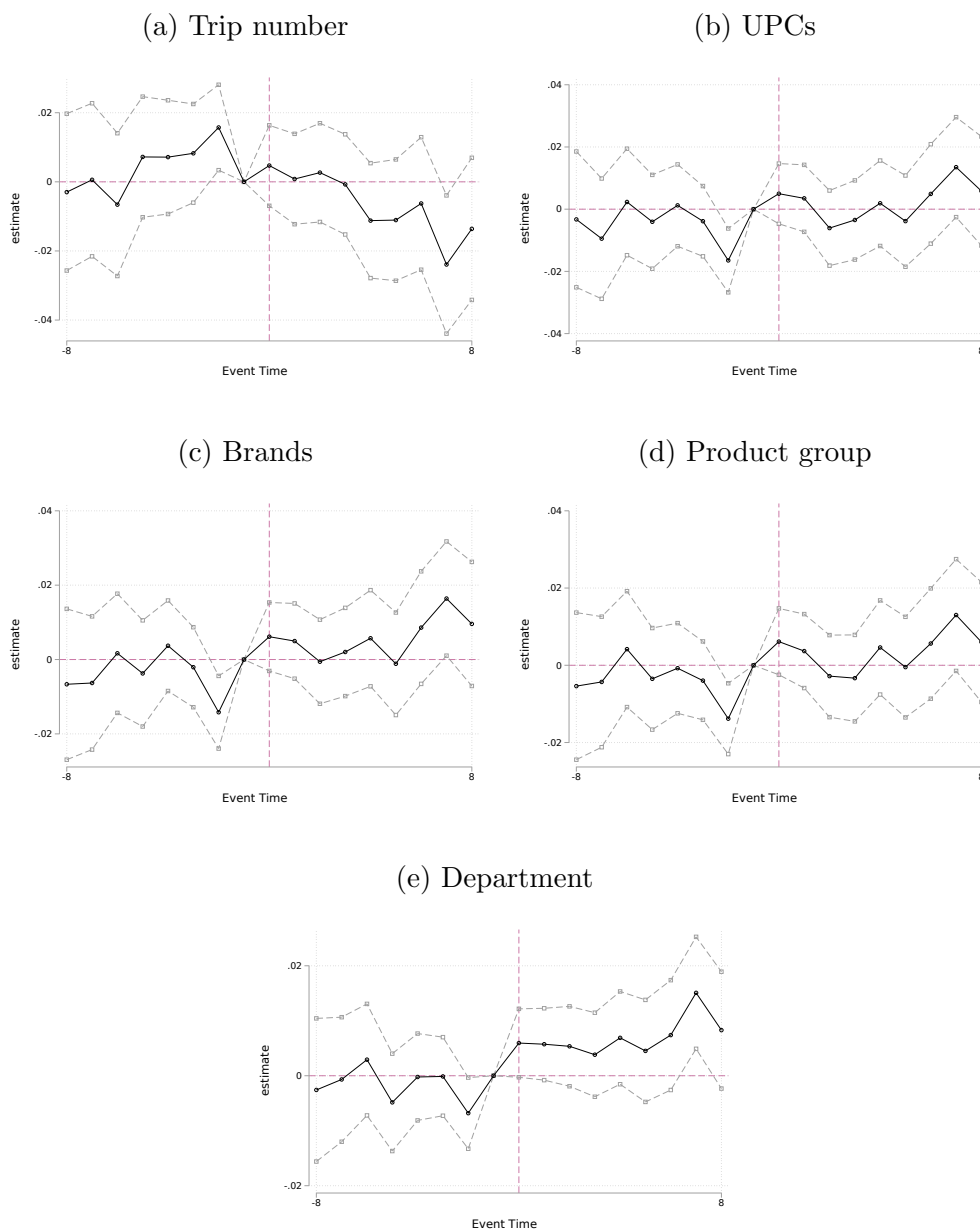 (a) Trip number
(b) UPCs
.02
0
-.02
-.04
estimate
-8
8
Event Time
.04
.02
0
-.02
-.04
estimate
-8
8
Event Time
(c) Brands
(d) Product group
.04
.02
0
-.02
estimate
-8
8
Event Time
.04
.02
0
-.02
estimate
-8
8
Event Time
(e) Department
.02
0
-.02
estimate
-8
8
Event Time